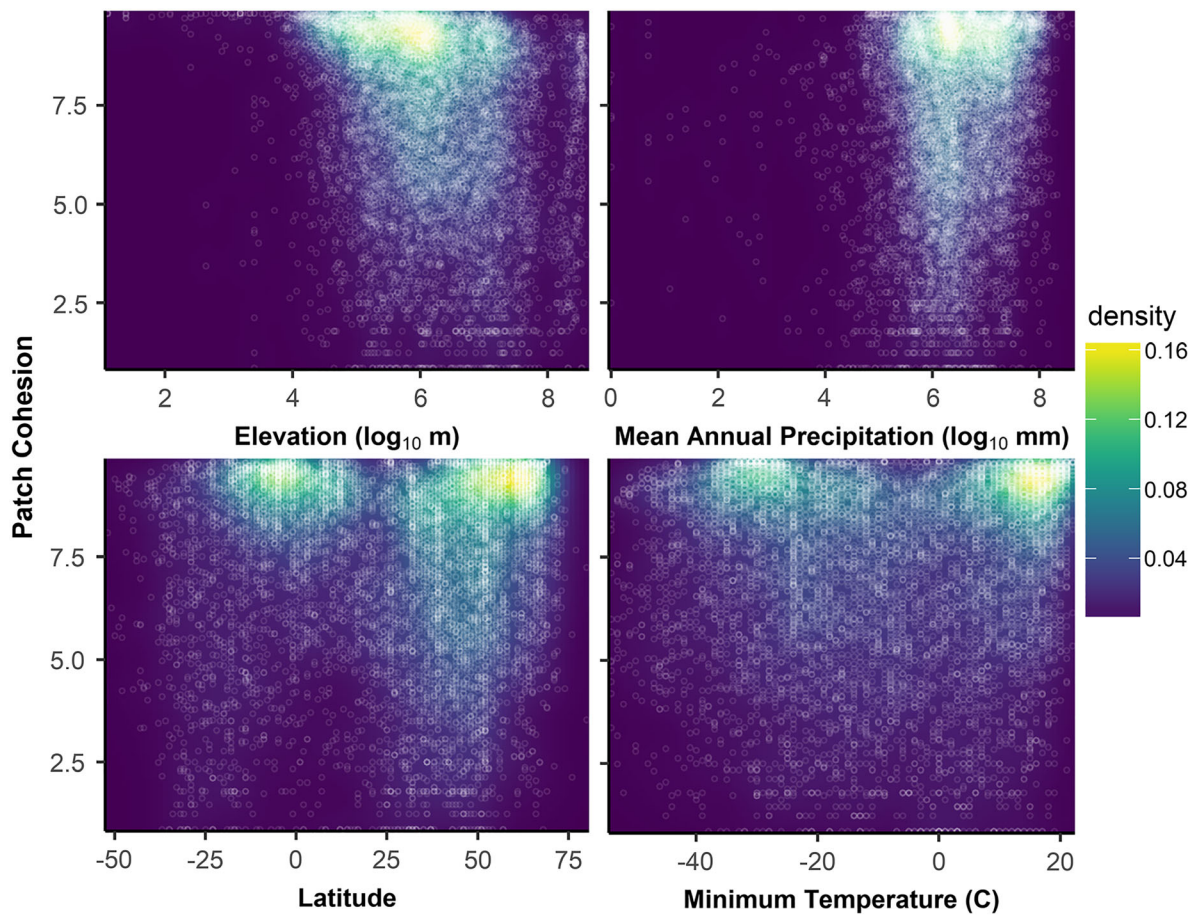 7.5
5.0
2.5
2 4 6 8
0 2 4 6 8
Elevation (log₁₀ m)
Mean Annual Precipitation (log₁₀ mm)
Patch Cohesion
density
0.16
0.12
0.08
0.04
7.5
5.0
2.5
-50 -25 0 25 50 75
-40 -20 0 20
Latitude
Minimum Temperature (C)